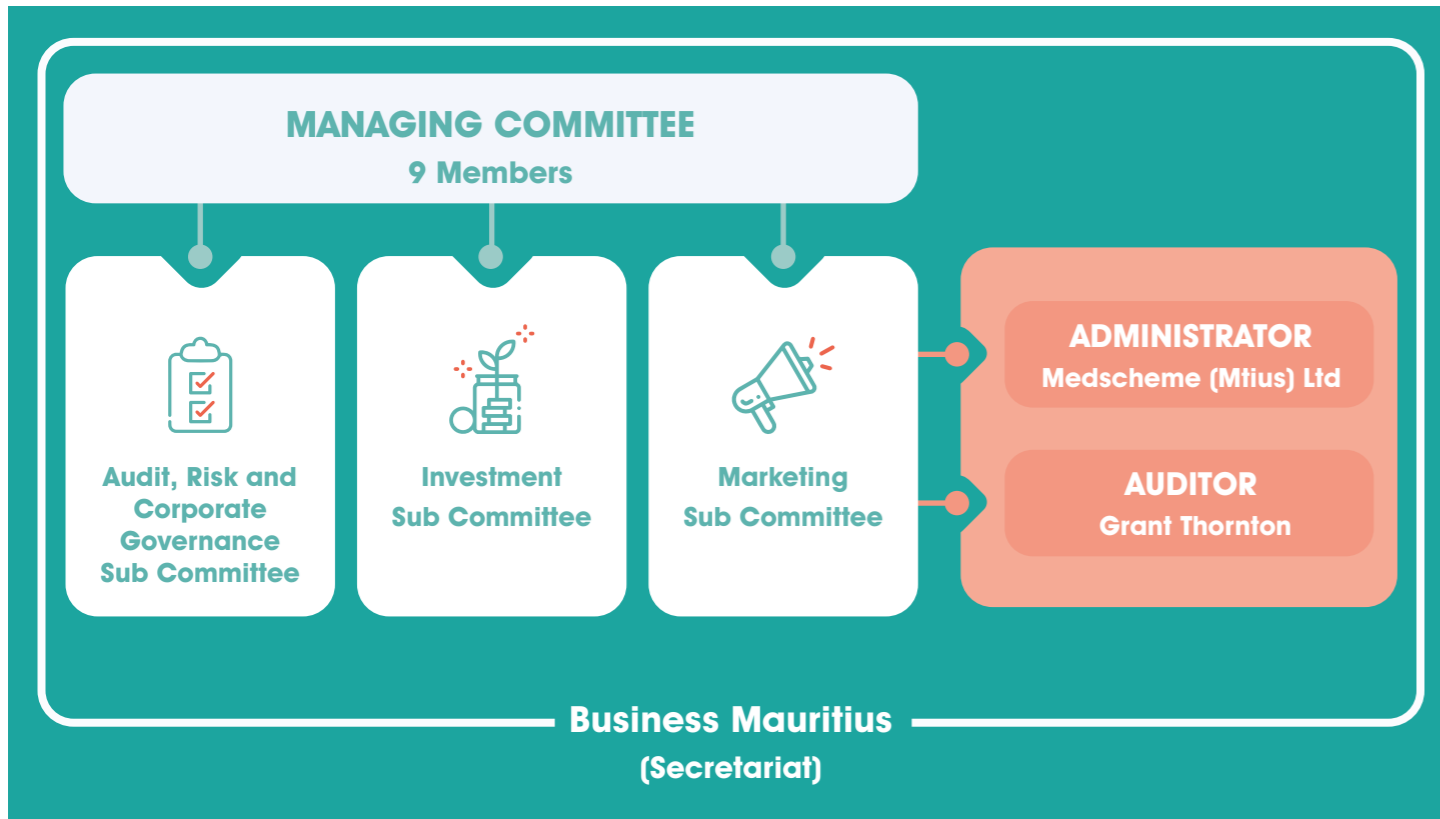 MANAGING COMMITTEE
9 Members
Audit, Risk and
Corporate
Governance
Sub Committee
Investment
Sub Committee
Marketing
Sub Committee
ADMINISTRATOR
Medscheme (Mtius) Ltd
AUDITOR
Grant Thornton
Business Mauritius
(Secretariat)